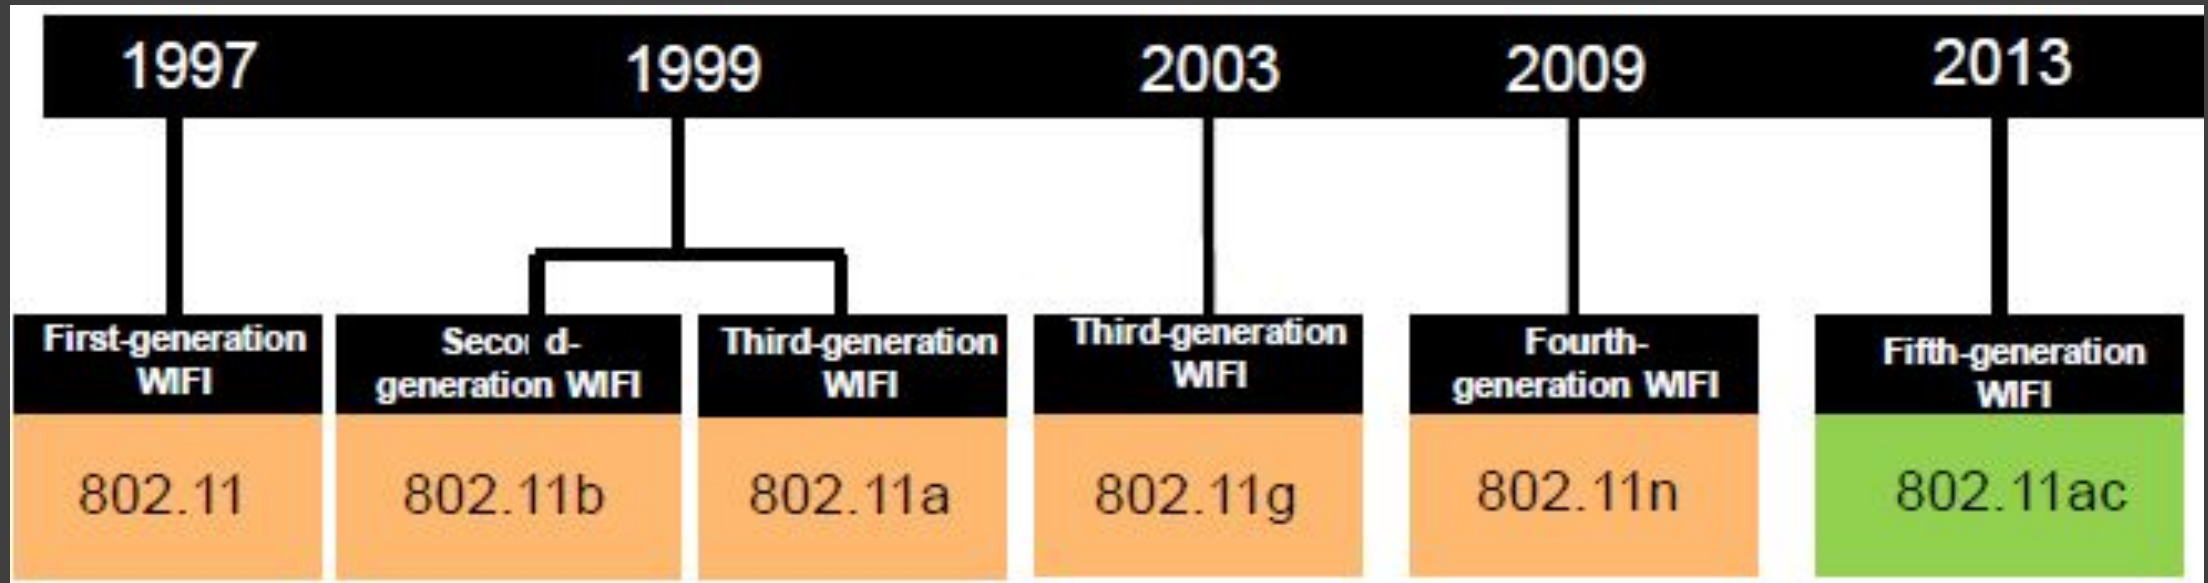 1997
1999
2003
2009
2013
First-generation
WIFI
Secon d-
generation WIFI
Third-generation
WIFI
Third-generation
WIFI
Fourth-
generation WIFI
Fifth-generation
WIFI
802.11
802.11b
802.11a
802.11g
802.11n
802.11ac